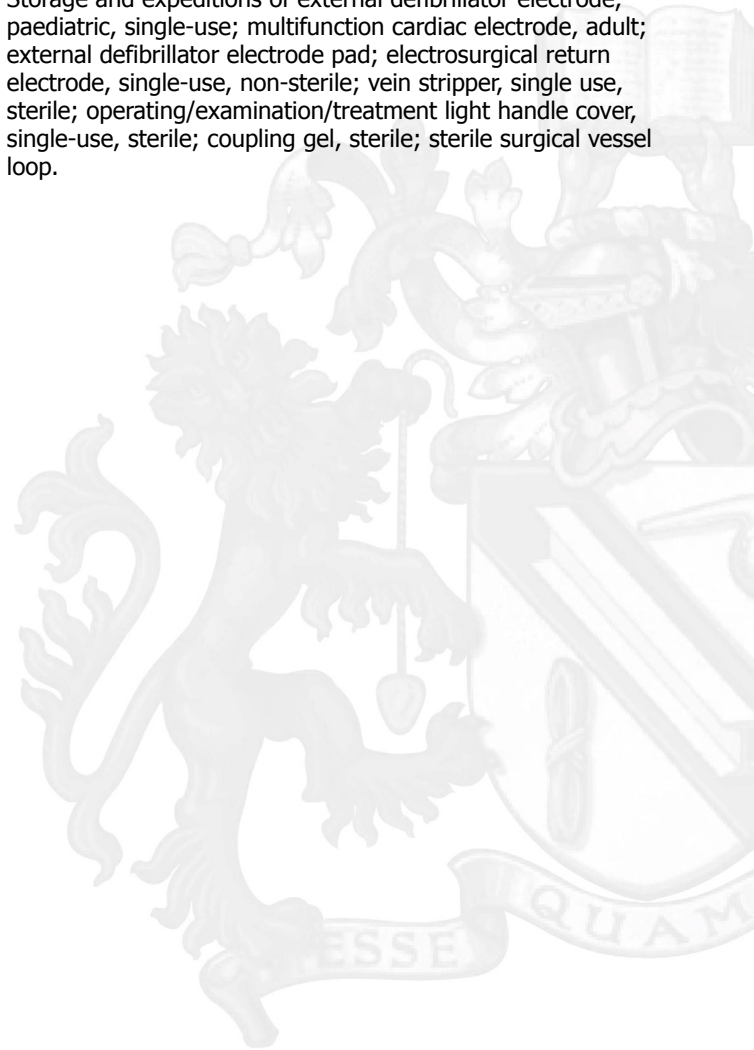 Storage and expeditions of external defibrillator electrode,
paediatric, single-use; multifunction cardiac electrode, adult;
external defibrillator electrode pad; electrosurgical return
electrode, single-use, non-sterile; vein stripper, single use,
sterile; operating/examination/treatment light handle cover,
single-use, sterile; coupling gel, sterile; sterile surgical vessel
loop.
ESSE
QUAM